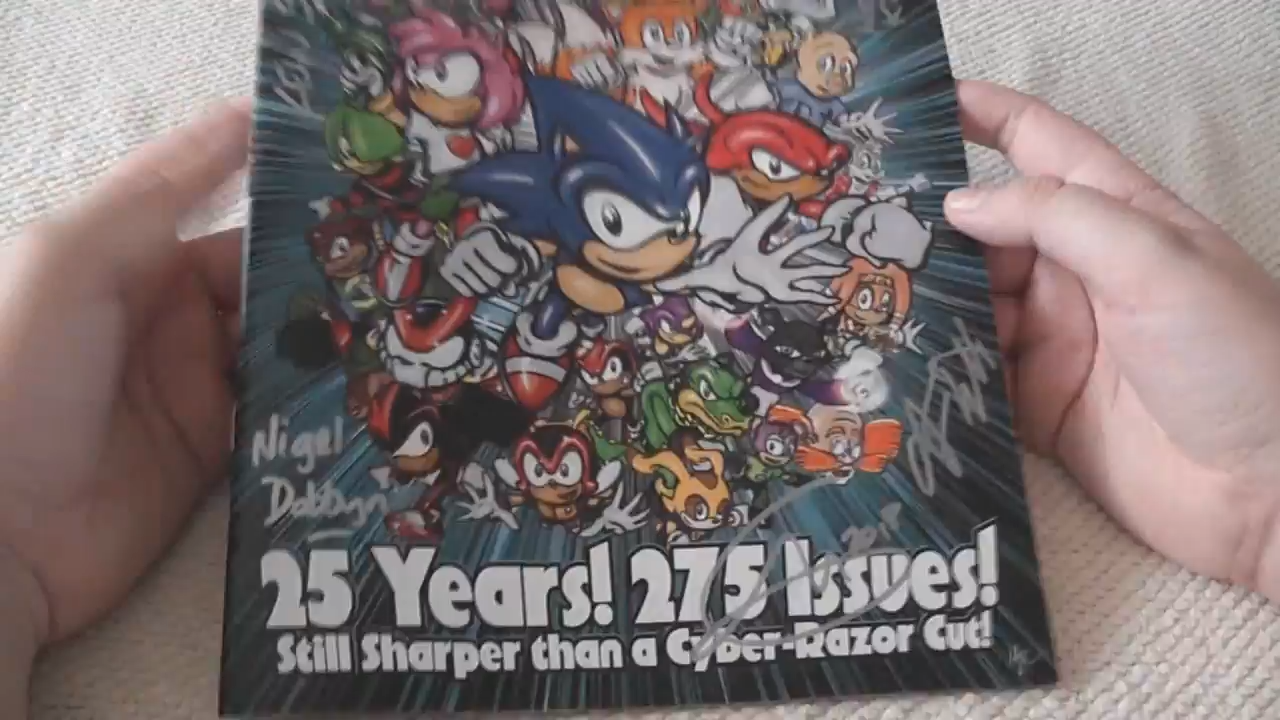 Nigel
Dobbyn
25 Years! 275 Issues!
Still Sharper than a Cyber-Razor Cut!